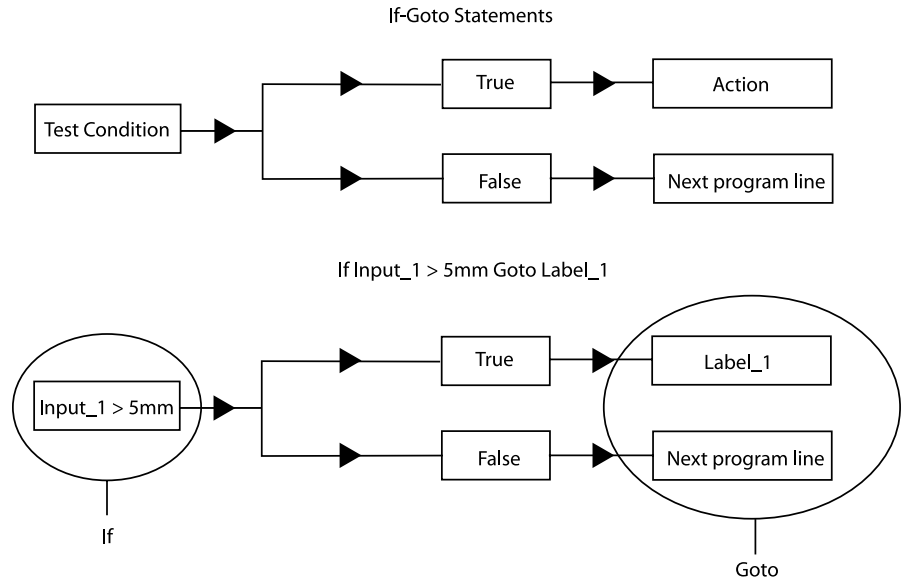 If-Goto Statements
True
Action
Test Condition
False
Next program line
If Input_1 > 5mm Goto Label_1
True
Label_1
Input_1 > 5mm
False
Next program line
If
Goto